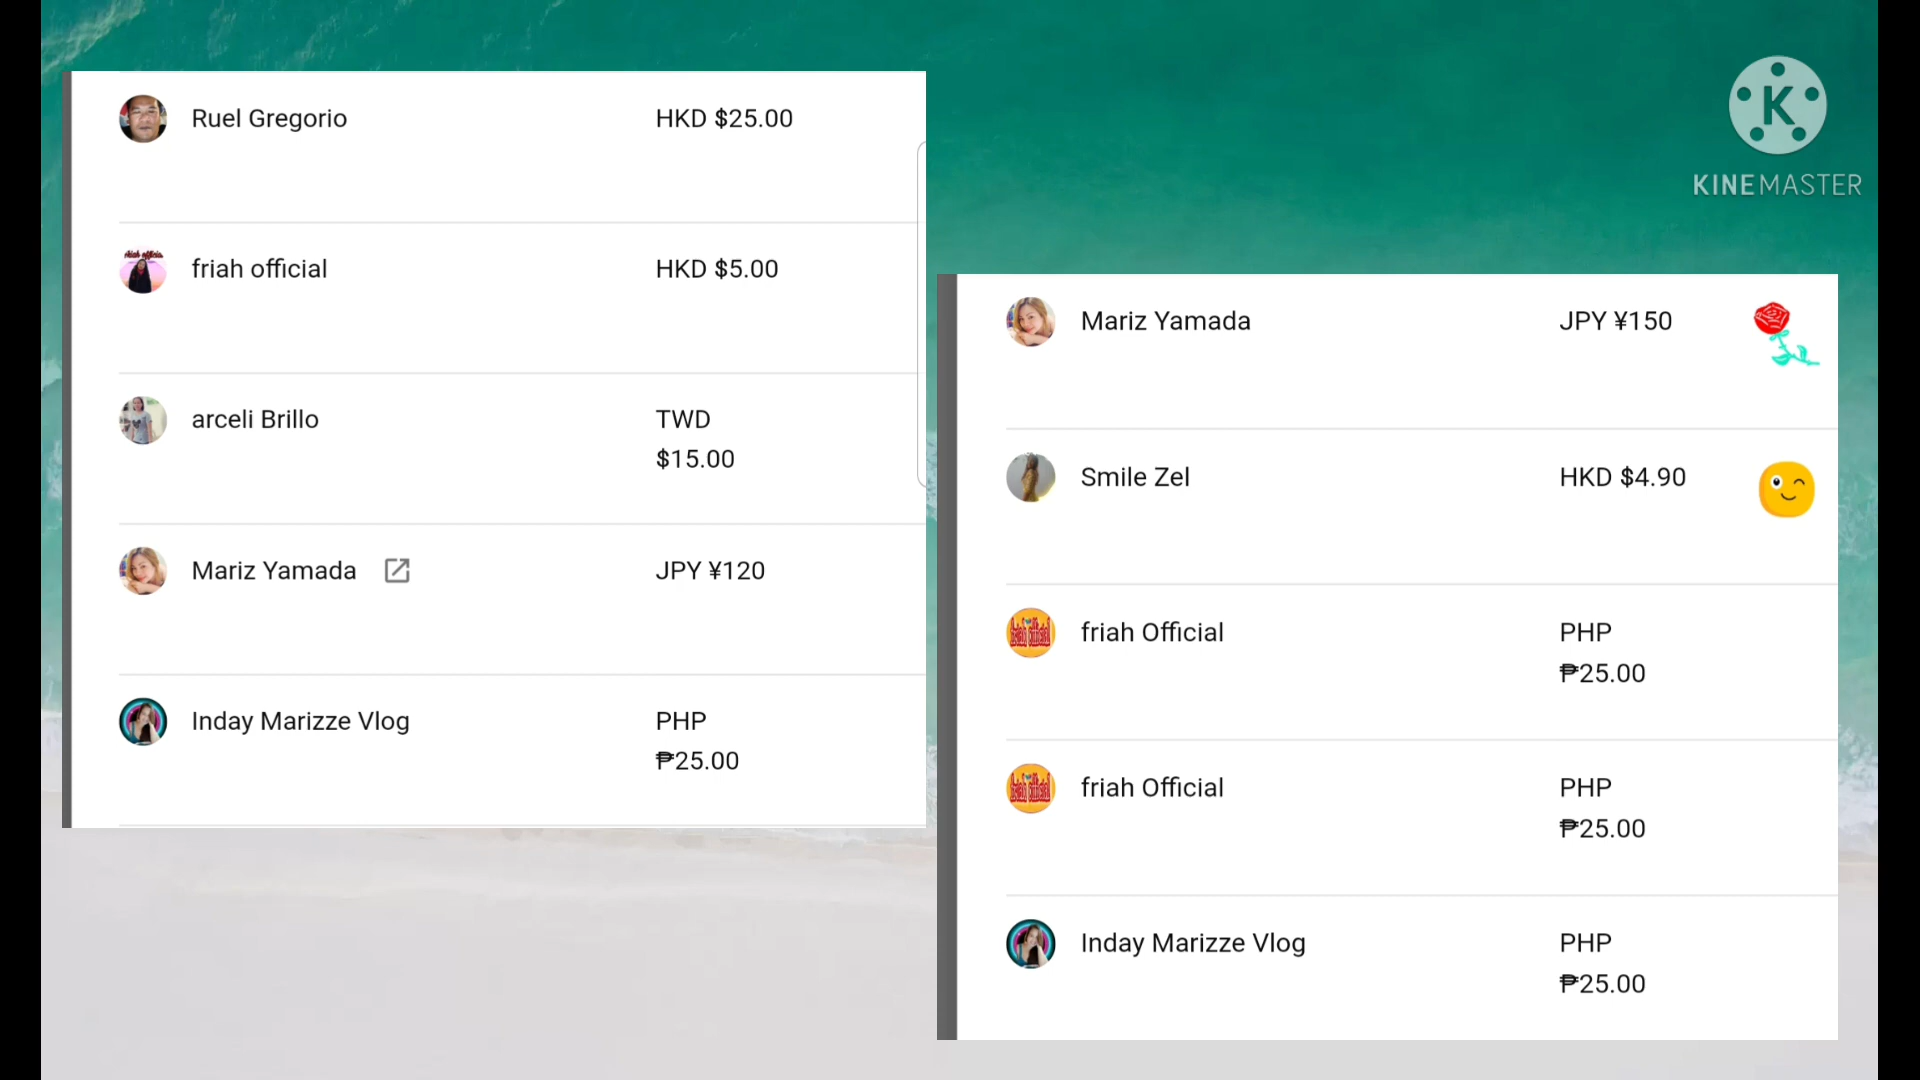 Ruel Gregorio HKD $25.00
friah official HKD $5.00
arceli Brillo TWD
$15.00
Mariz Yamada JPY ¥120
Inday Marizze Vlog PHP
₱25.00
K
KINEMASTER
Mariz Yamada JPY ¥150
Smile Zel HKD $4.90
friah Official PHP
₱25.00
friah Official PHP
₱25.00
Inday Marizze Vlog PHP
₱25.00